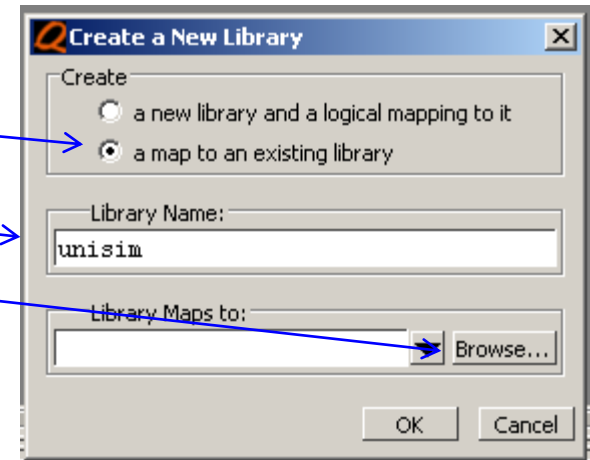 Create a New Library
Create
a new library and a logical mapping to it
a map to an existing library
Library Name:
unisim
Library Maps to:
Browse...
OK Cancel